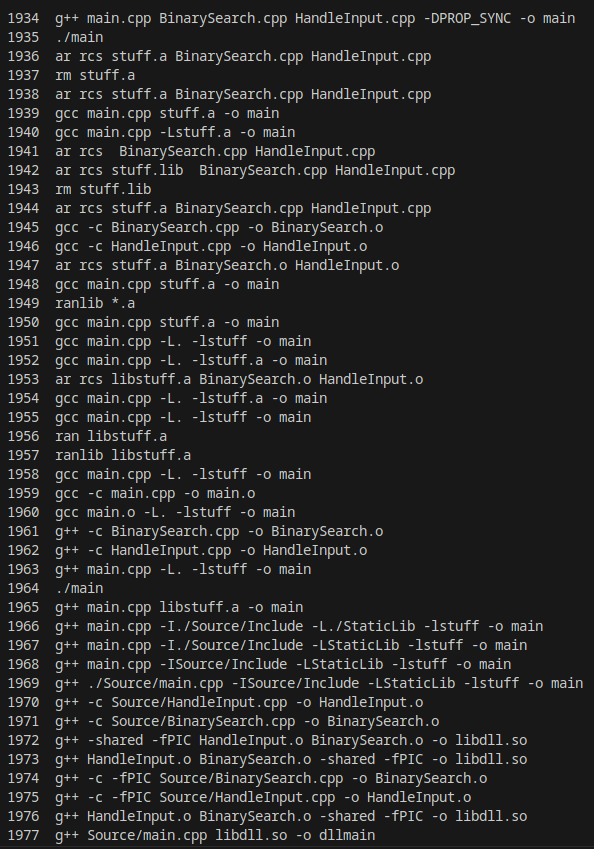 1934 g++ main.cpp BinarySearch.cpp HandleInput.cpp -DPROP_SYNC -o main
1935 ./main
1936 ar rcs stuff.a BinarySearch.cpp HandleInput.cpp
1937 rm stuff.a
1938 ar rcs stuff.a BinarySearch.cpp HandleInput.cpp
1939 gcc main.cpp stuff.a -o main
1940 gcc main.cpp -Lstuff.a -o main
1941 ar rcs  BinarySearch.cpp HandleInput.cpp
1942 ar rcs stuff.lib  BinarySearch.cpp HandleInput.cpp
1943 rm stuff.lib
1944 ar rcs stuff.a BinarySearch.cpp HandleInput.cpp
1945 gcc -c BinarySearch.cpp -o BinarySearch.o
1946 gcc -c HandleInput.cpp -o HandleInput.o
1947 ar rcs stuff.a BinarySearch.o HandleInput.o
1948 gcc main.cpp stuff.a -o main
1949 ranlib *.a
1950 gcc main.cpp stuff.a -o main
1951 gcc main.cpp -L. -lstuff -o main
1952 gcc main.cpp -L. -lstuff.a -o main
1953 ar rcs libstuff.a BinarySearch.o HandleInput.o
1954 gcc main.cpp -L. -lstuff.a -o main
1955 gcc main.cpp -L. -lstuff -o main
1956 ran libstuff.a
1957 ranlib libstuff.a
1958 gcc main.cpp -L. -lstuff -o main
1959 gcc -c main.cpp -o main.o
1960 gcc main.o -L. -lstuff -o main
1961 g++ -c BinarySearch.cpp -o BinarySearch.o
1962 g++ -c HandleInput.cpp -o HandleInput.o
1963 g++ main.cpp -L. -lstuff -o main
1964 ./main
1965 g++ main.cpp libstuff.a -o main
1966 g++ main.cpp -I./Source/Include -L./StaticLib -lstuff -o main
1967 g++ main.cpp -I./Source/Include -LStaticLib -lstuff -o main
1968 g++ main.cpp -ISource/Include -LStaticLib -lstuff -o main
1969 g++ ./Source/main.cpp -ISource/Include -LStaticLib -lstuff -o main
1970 g++ -c Source/HandleInput.cpp -o HandleInput.o
1971 g++ -c Source/BinarySearch.cpp -o BinarySearch.o
1972 g++ -shared -fPIC HandleInput.o BinarySearch.o -o libdll.so
1973 g++ HandleInput.o BinarySearch.o -shared -fPIC -o libdll.so
1974 g++ -c -fPIC Source/BinarySearch.cpp -o BinarySearch.o
1975 g++ -c -fPIC Source/HandleInput.cpp -o HandleInput.o
1976 g++ HandleInput.o BinarySearch.o -shared -fPIC -o libdll.so
1977 g++ Source/main.cpp libdll.so -o dllmain